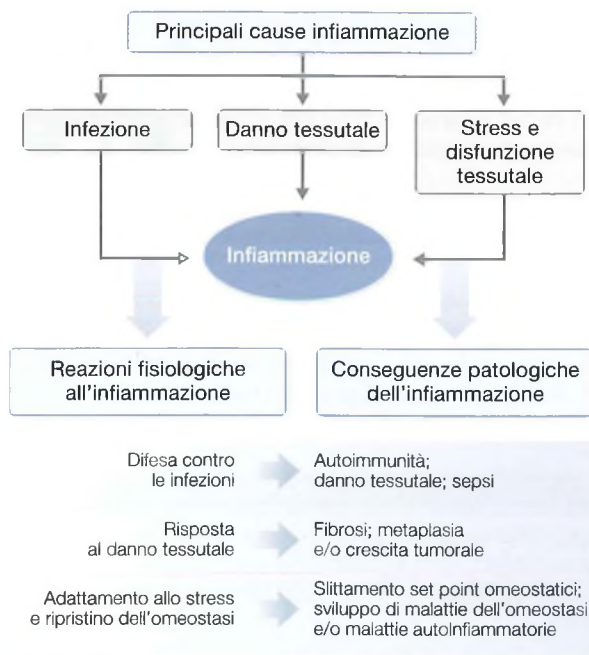 Principali cause infiammazione
Infezione
Danno tessutale
Stress e
disfunzione
tessutale
Infiammazione
Reazioni fisiologiche
all'infiammazione
Conseguenze patologiche
dell'infiammazione
Difesa contro
le infezioni
Autoimmunità;
danno tessutale; sepsi
Risposta
al danno tessutale
Fibrosi; metaplasia
e/o crescita tumorale
Adattamento allo stress
e ripristino dell'omeostasi
Slittamento set point omeostatici;
sviluppo di malattie dell'omeostasi
e/o malattie autoinfiammatorie